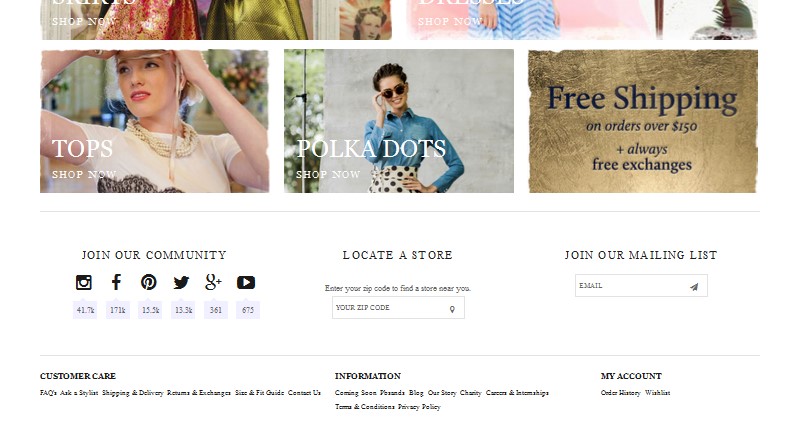 SKIRTS
DRESSES
SHOP NOW
SHOP NOW
TOPS
SHOP NOW
POLKA DOTS
SHOP NOW
Free Shipping
on orders over $150
+ always
free exchanges
JOIN OUR COMMUNITY
41.7k 171k 15.5k 13.3k 361 675
LOCATE A STORE
Enter your zip code to find a store near you.
YOUR ZIP CODE
JOIN OUR MAILING LIST
EMAIL
CUSTOMER CARE
FAQ's Ask a Stylist Shipping & Delivery Returns & Exchanges Size & Fit Guide Contact Us
INFORMATION
Coming Soon Plosands Blog Our Story Charity Careers & Internships
Terms & Conditions Privacy Policy
MY ACCOUNT
Order History Wishlist